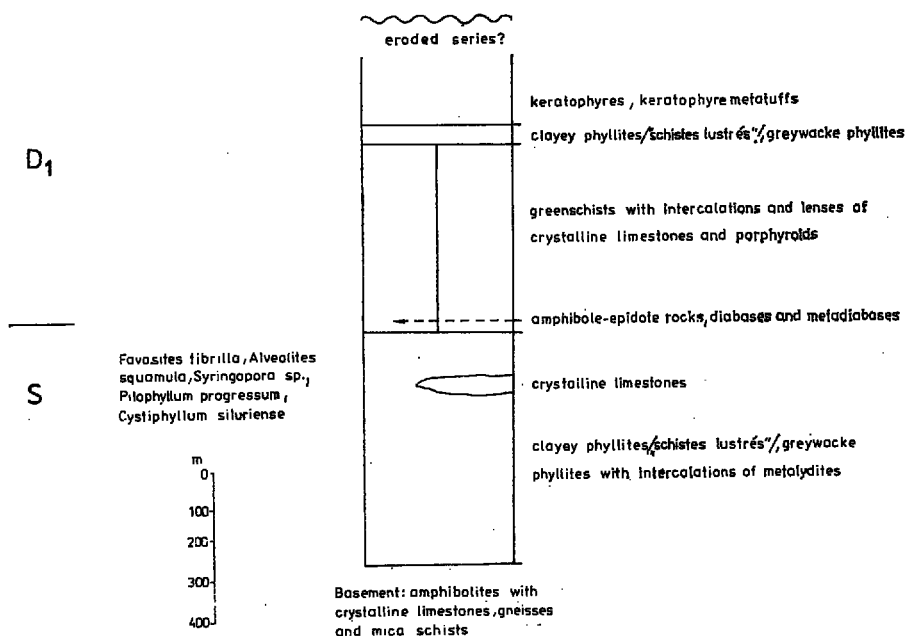 eroded series?
keratophyres, keratophyre metatuffs
clayey phyllites/schistes lustrés"/,greywacke phyllites
D1
greenschists with intercalations and lenses of
crystalline limestones and porphyroids
amphibole-epidote rocks, diabases and metadiabases
Favosites fibrilla, Alveolites
squamula, Syringopora sp.,
Pilophyllum progressum,
Cystiphyllum siluriense
S
crystalline limestones
clayey phyllites/„schistes lustrés"/,greywacke
phyllites with intercalations of metalydites
m
0
100
200
300
400
Basement: amphibolites with
crystalline limestones, gneisses
and mica schists